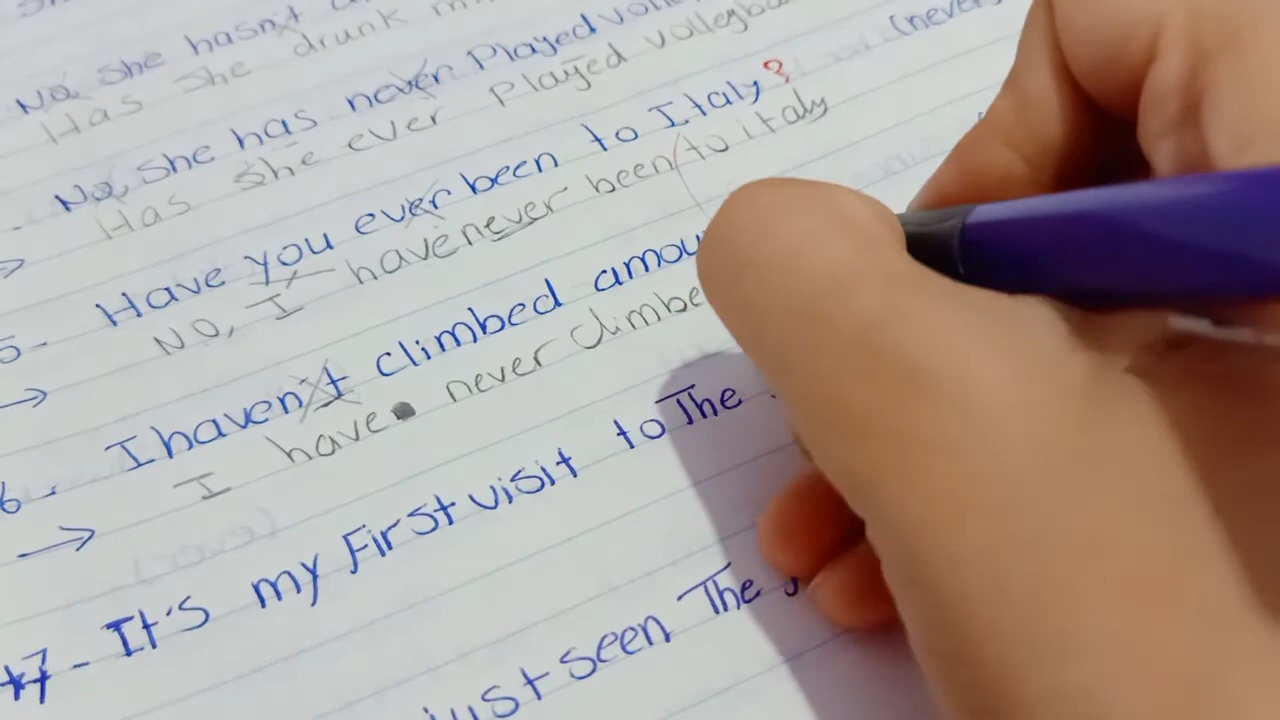 No, She hasn't
Has She drunk
No, She has never Played
Has She ever Played volleyba
5- Have you ever been to Italy?
(never
→ No, I have never been to italy
6. I haven't climbed amou
→ I have never climbe
*7- It's my First visit to The
just seen The